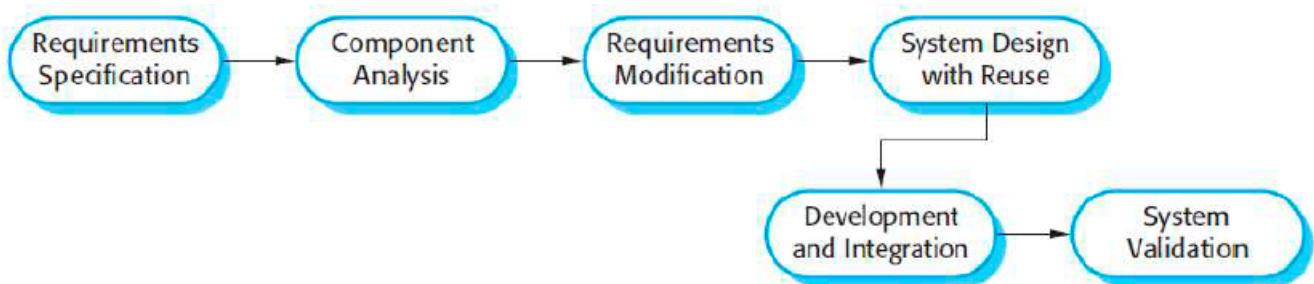 Requirements
Specification
Component
Analysis
Requirements
Modification
System Design
with Reuse
Development
and Integration
System
Validation